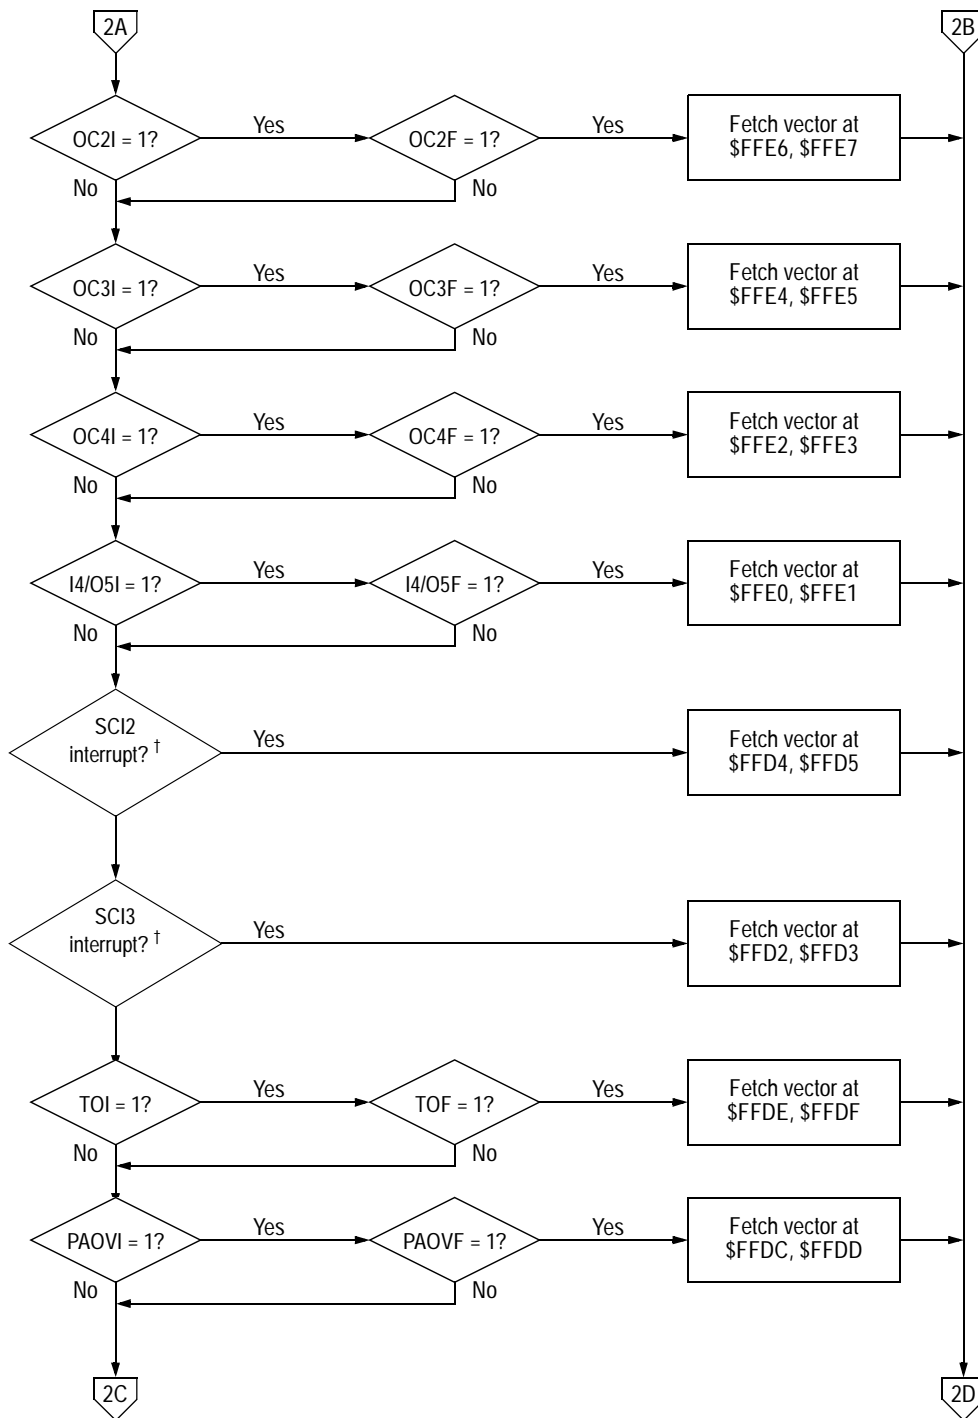 2A
2B
OC2I = 1?
Yes
OC2F = 1?
Yes
Fetch vector at
$FFE6, $FFE7
No
No
OC3I = 1?
Yes
OC3F = 1?
Yes
Fetch vector at
$FFE4, $FFE5
No
No
OC4I = 1?
Yes
OC4F = 1?
Yes
Fetch vector at
$FFE2, $FFE3
No
No
I4/O5I = 1?
Yes
I4/O5F = 1?
Yes
Fetch vector at
$FFE0, $FFE1
No
No
SCI2
interrupt? †
Yes
Fetch vector at
$FFD4, $FFD5
SCI3
interrupt? †
Yes
Fetch vector at
$FFD2, $FFD3
TOI = 1?
Yes
TOF = 1?
Yes
Fetch vector at
$FFDE, $FFDF
No
No
PAOVI = 1?
Yes
PAOVF = 1?
Yes
Fetch vector at
$FFDC, $FFDD
No
No
2C
2D